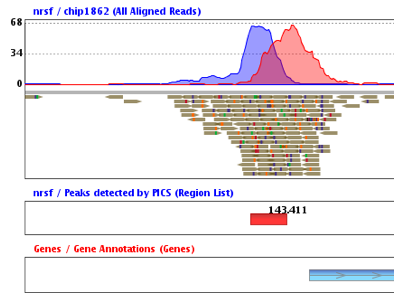 nrsf / chip1862 (All Aligned Reads)
68
34
0
nrsf / Peaks detected by PICS (Region List)
143.411
Genes / Gene Annotations (Genes)